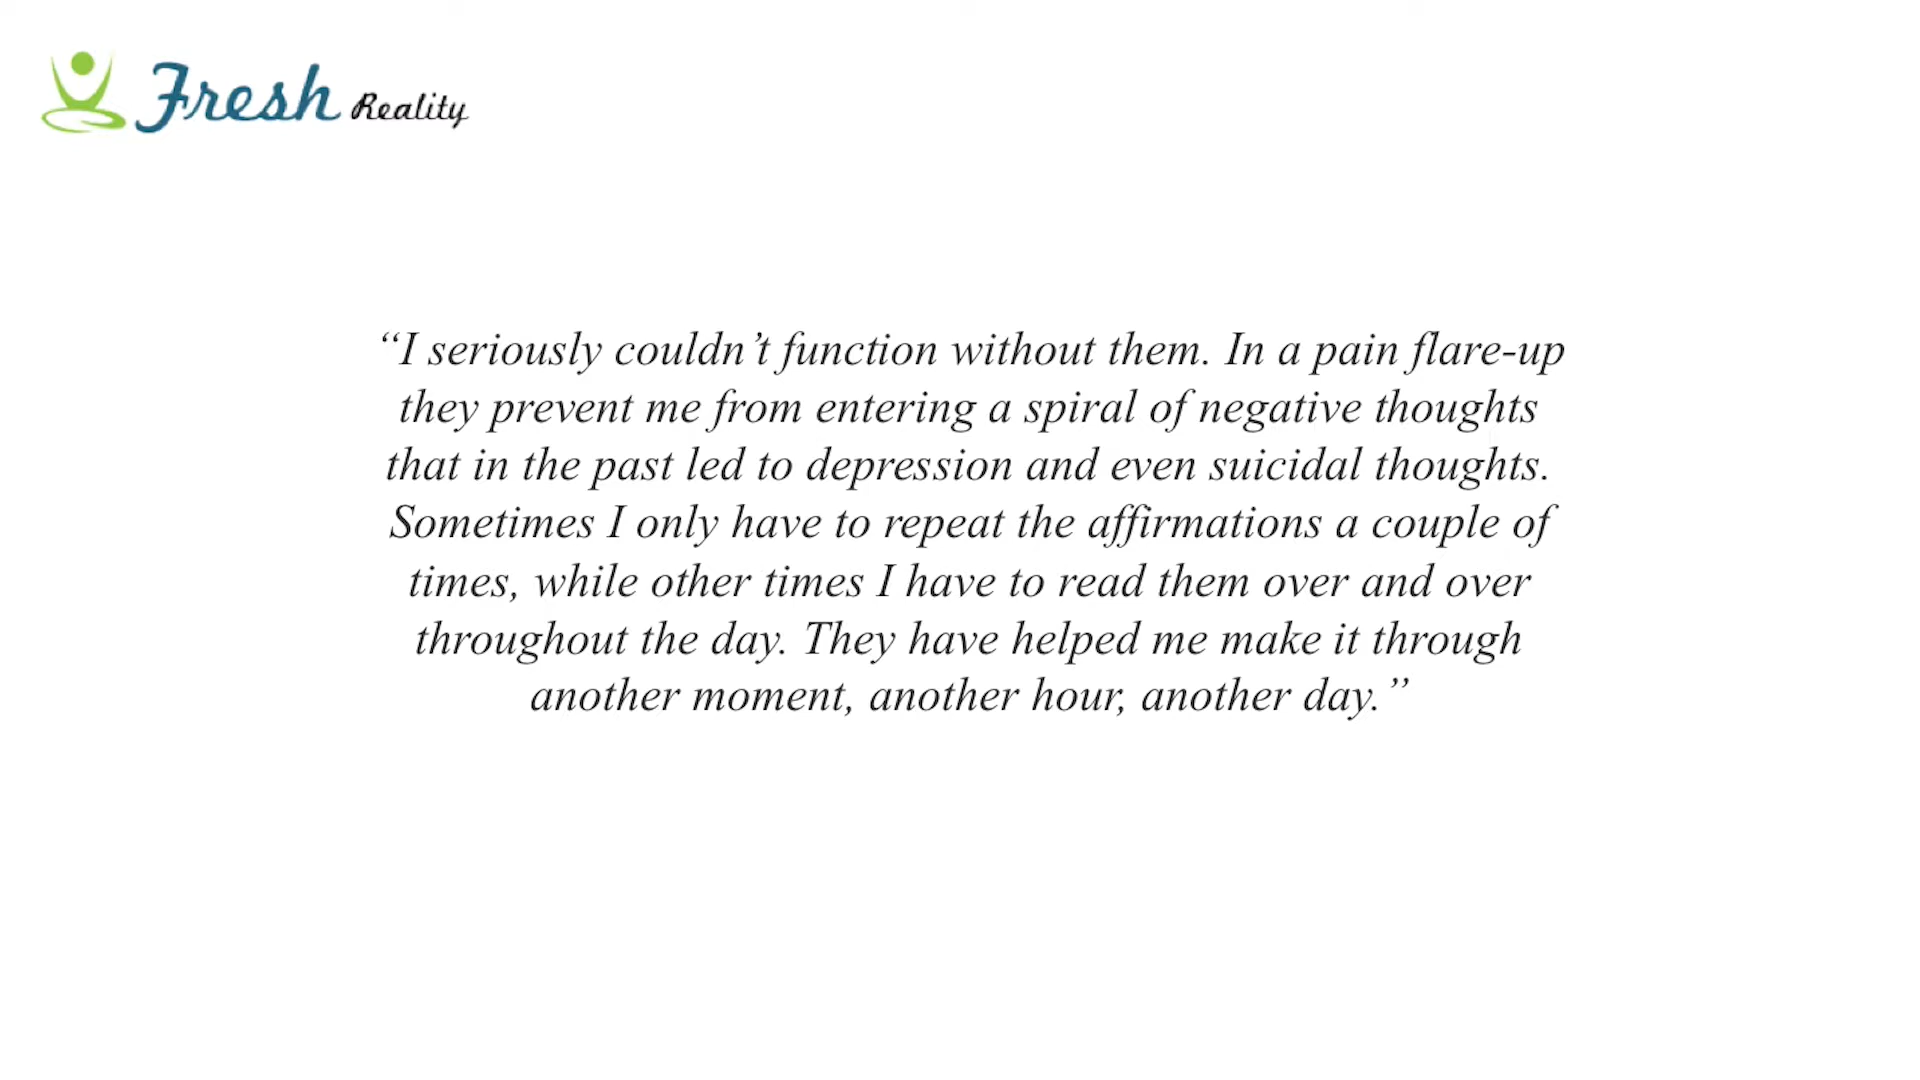 Fresh Reality
“I seriously couldn’t function without them. In a pain flare-up
they prevent me from entering a spiral of negative thoughts
that in the past led to depression and even suicidal thoughts.
Sometimes I only have to repeat the affirmations a couple of
times, while other times I have to read them over and over
throughout the day. They have helped me make it through
another moment, another hour, another day.”